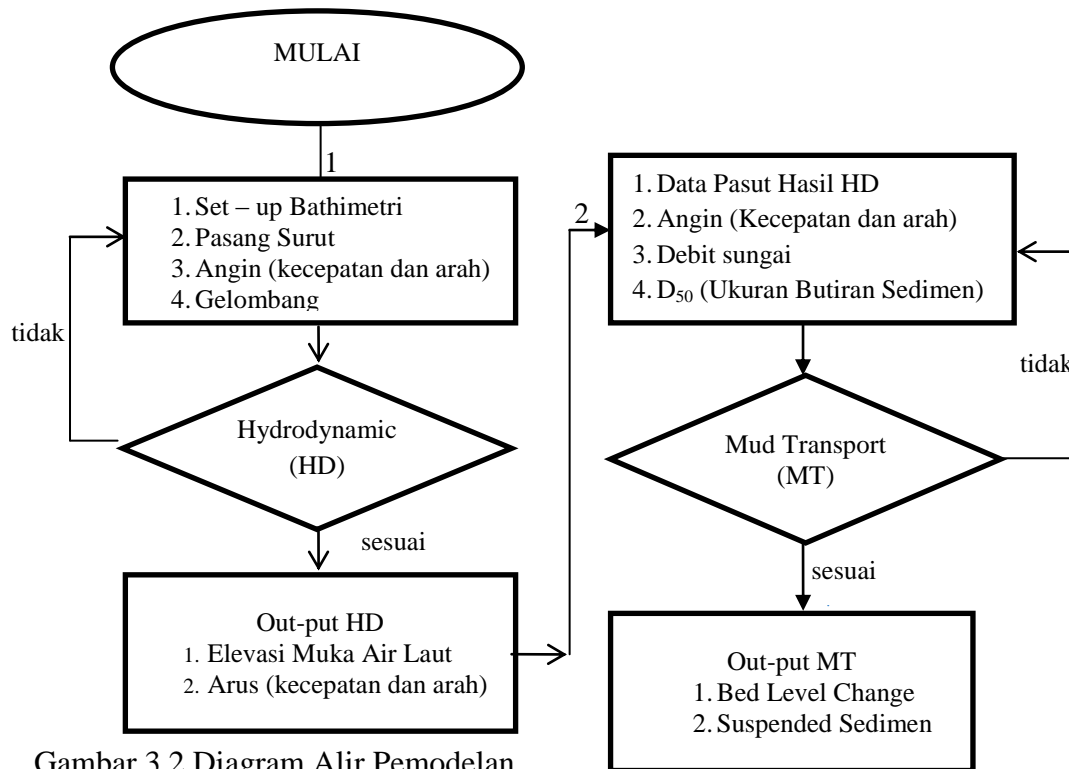 MULAI
1
1. Set – up Bathimetri
2. Pasang Surut
3. Angin (kecepatan dan arah)
4. Gelombang
tidak
Hydrodynamic
(HD)
sesuai
Out-put HD
1. Elevasi Muka Air Laut
2. Arus (kecepatan dan arah)
2
1. Data Pasut Hasil HD
2. Angin (Kecepatan dan arah)
3. Debit sungai
4. D₅₀ (Ukuran Butiran Sedimen)
tidak
Mud Transport
(MT)
sesuai
Out-put MT
1. Bed Level Change
2. Suspended Sedimen
Gambar 3.2 Diagram Alir Pemodelan